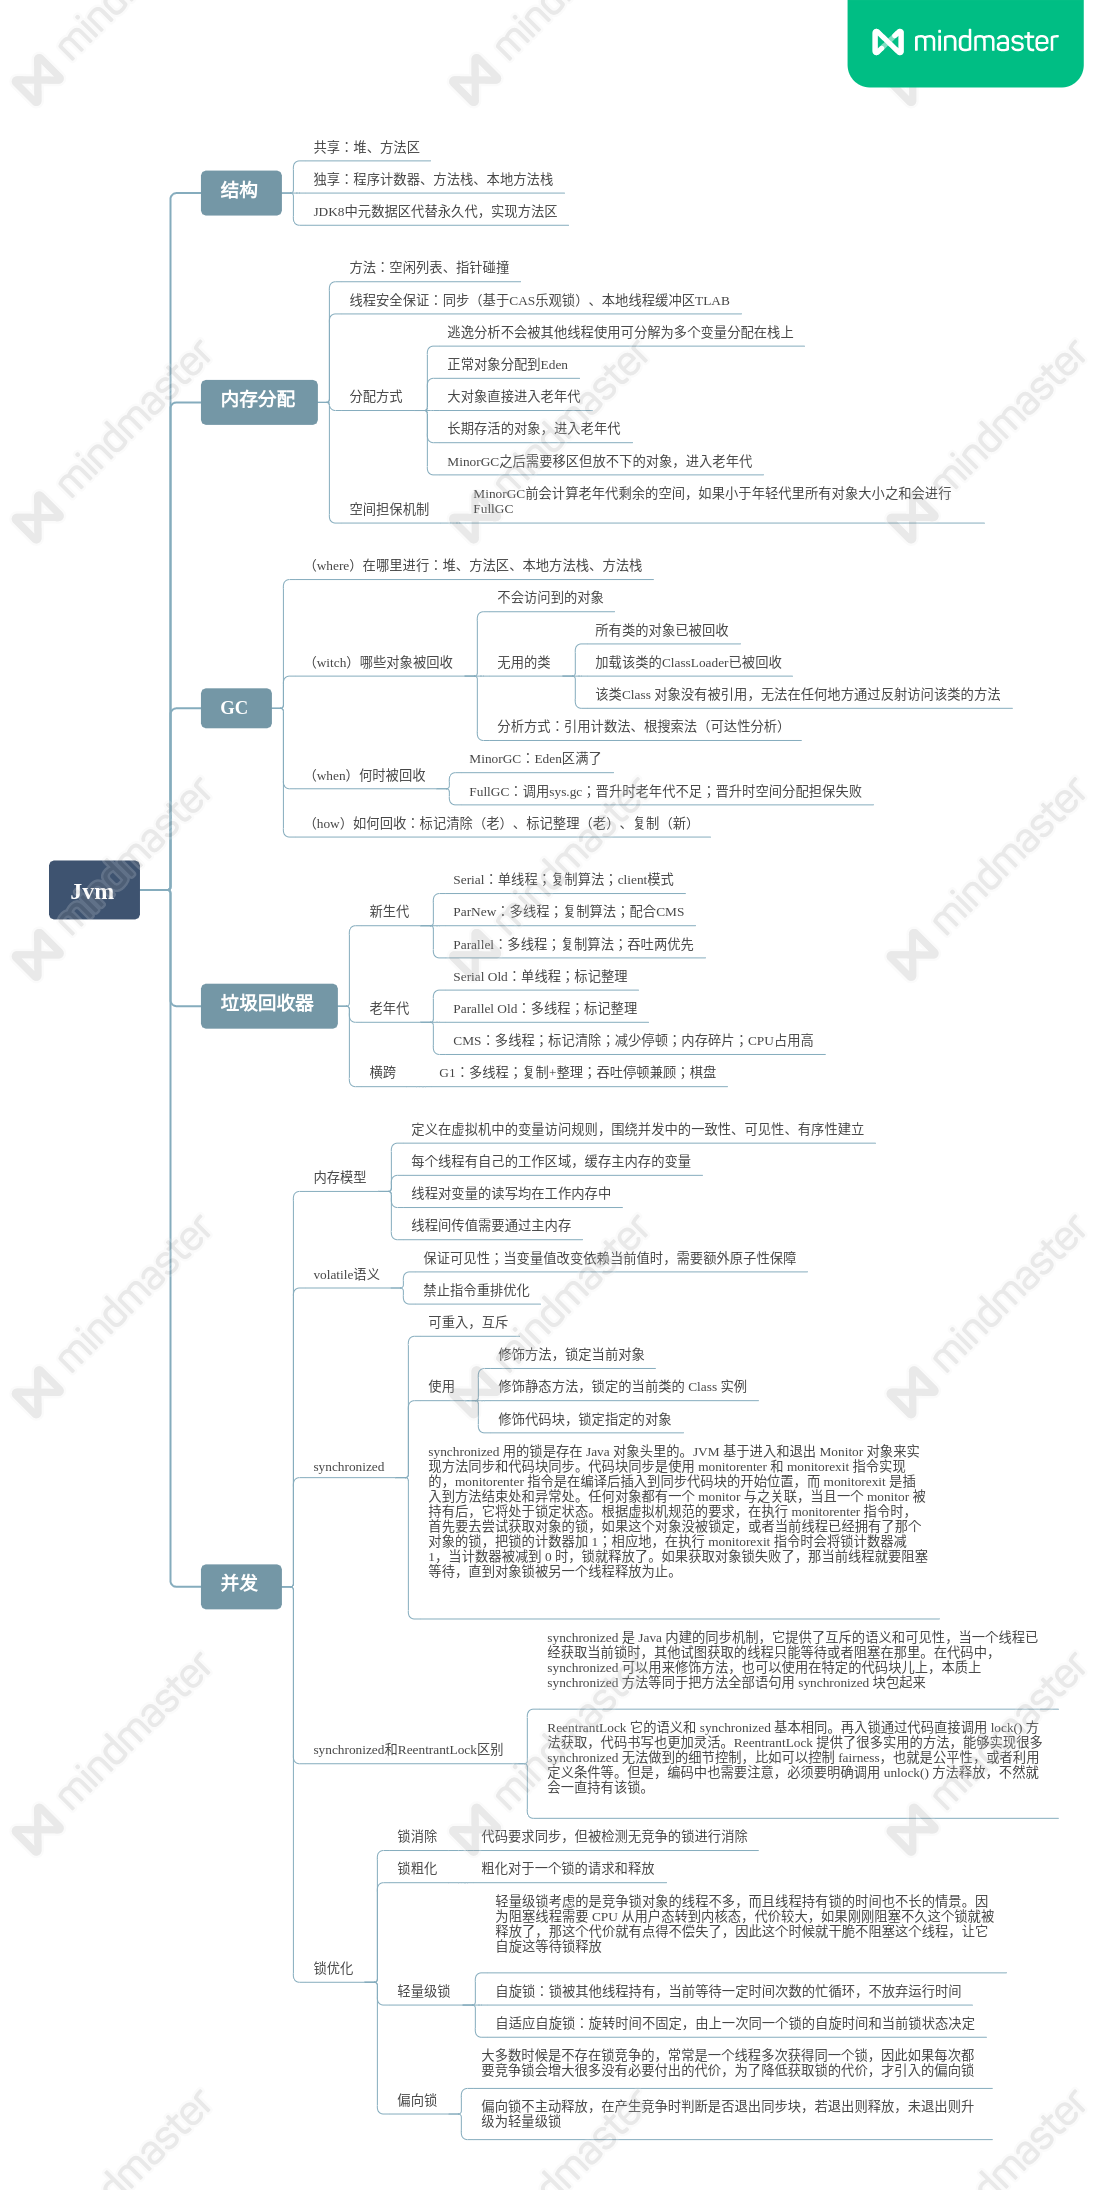 mindmaster
共享：堆、方法区
结构
独享：程序计数器、方法栈、本地方法栈
JDK8中元数据区代替永久代，实现方法区
方法：空闲列表、指针碰撞
线程安全保证：同步（基于CAS乐观锁）、本地线程缓冲区TLAB
逃逸分析不会被其他线程使用可分解为多个变量分配在栈上
正常对象分配到Eden
内存分配
分配方式
大对象直接进入老年代
长期存活的对象，进入老年代
MinorGC之后需要移区但放不下的对象，进入老年代
空间担保机制
MinorGC前会计算老年代剩余的空间，如果小于年轻代里所有对象大小之和会进行
FullGC
（where）在哪里进行：堆、方法区、本地方法栈、方法栈
不会访问到的对象
所有类的对象已被回收
（witch）哪些对象被回收
无用的类
加载该类的ClassLoader已被回收
该类Class 对象没有被引用，无法在任何地方通过反射访问该类的方法
GC
分析方式：引用计数法、根搜索法（可达性分析）
MinorGC：Eden区满了
（when）何时被回收
FullGC：调用sys.gc；晋升时老年代不足；晋升时空间分配担保失败
（how）如何回收：标记清除（老）、标记整理（老）、复制（新）
Jvm
Serial：单线程；复制算法；client模式
新生代
ParNew：多线程；复制算法；配合CMS
Parallel：多线程；复制算法；吞吐两优先
Serial Old：单线程；标记整理
垃圾回收器
老年代
Parallel Old：多线程；标记整理
CMS：多线程；标记清除；减少停顿；内存碎片；CPU占用高
横跨
G1：多线程；复制+整理；吞吐停顿兼顾；棋盘
定义在虚拟机中的变量访问规则，围绕并发中的一致性、可见性、有序性建立
每个线程有自己的工作区域，缓存主内存的变量
内存模型
线程对变量的读写均在工作内存中
线程间传值需要通过主内存
保证可见性；当变量值改变依赖当前值时，需要额外原子性保障
volatile语义
禁止指令重排优化
可重入，互斥
修饰方法，锁定当前对象
使用
修饰静态方法，锁定的当前类的 Class 实例
修饰代码块，锁定指定的对象
synchronized
synchronized 用的锁是存在 Java 对象头里的。JVM 基于进入和退出 Monitor 对象来实
现方法同步和代码块同步。代码块同步是使用 monitorenter 和 monitorexit 指令实现
的，monitorenter 指令是在编译后插入到同步代码块的开始位置，而 monitorexit 是插
入到方法结束处和异常处。任何对象都有一个 monitor 与之关联，当且一个 monitor 被
持有后，它将处于锁定状态。根据虚拟机规范的要求，在执行 monitorenter 指令时，
首先要去尝试获取对象的锁，如果这个对象没被锁定，或者当前线程已经拥有了那个
对象的锁，把锁的计数器加 1；相应地，在执行 monitorexit 指令时会将锁计数器减
1，当计数器被减到 0 时，锁就释放了。如果获取对象锁失败了，那当前线程就要阻塞
等待，直到对象锁被另一个线程释放为止。
并发
synchronized 是 Java 内建的同步机制，它提供了互斥的语义和可见性，当一个线程已
经获取当前锁时，其他试图获取的线程只能等待或者阻塞在那里。在代码中，
synchronized 可以用来修饰方法，也可以使用在特定的代码块儿上，本质上
synchronized 方法等同于把方法全部语句用 synchronized 块包起来
synchronized和ReentrantLock区别
ReentrantLock 它的语义和 synchronized 基本相同。再入锁通过代码直接调用 lock() 方
法获取，代码书写也更加灵活。ReentrantLock 提供了很多实用的方法，能够实现很多
synchronized 无法做到的细节控制，比如可以控制 fairness，也就是公平性，或者利用
定义条件等。但是，编码中也需要注意，必须要明确调用 unlock() 方法释放，不然就
会一直持有该锁。
锁消除
代码要求同步，但被检测无竞争的锁进行消除
锁粗化
粗化对于一个锁的请求和释放
轻量级锁考虑的是竞争锁对象的线程不多，而且线程持有锁的时间也不长的情景。因
为阻塞线程需要 CPU 从用户态转到内核态，代价较大，如果刚刚阻塞不久这个锁就被
释放了，那这个代价就有点得不偿失了，因此这个时候就干脆不阻塞这个线程，让它
自旋这等待锁释放
锁优化
轻量级锁
自旋锁：锁被其他线程持有，当前等待一定时间次数的忙循环，不放弃运行时间
自适应自旋锁：旋转时间不固定，由上一次同一个锁的自旋时间和当前锁状态决定
大多数时候是不存在锁竞争的，常常是一个线程多次获得同一个锁，因此如果每次都
要竞争锁会增大很多没有必要付出的代价，为了降低获取锁的代价，才引入的偏向锁
偏向锁
偏向锁不主动释放，在产生竞争时判断是否退出同步块，若退出则释放，未退出则升
级为轻量级锁